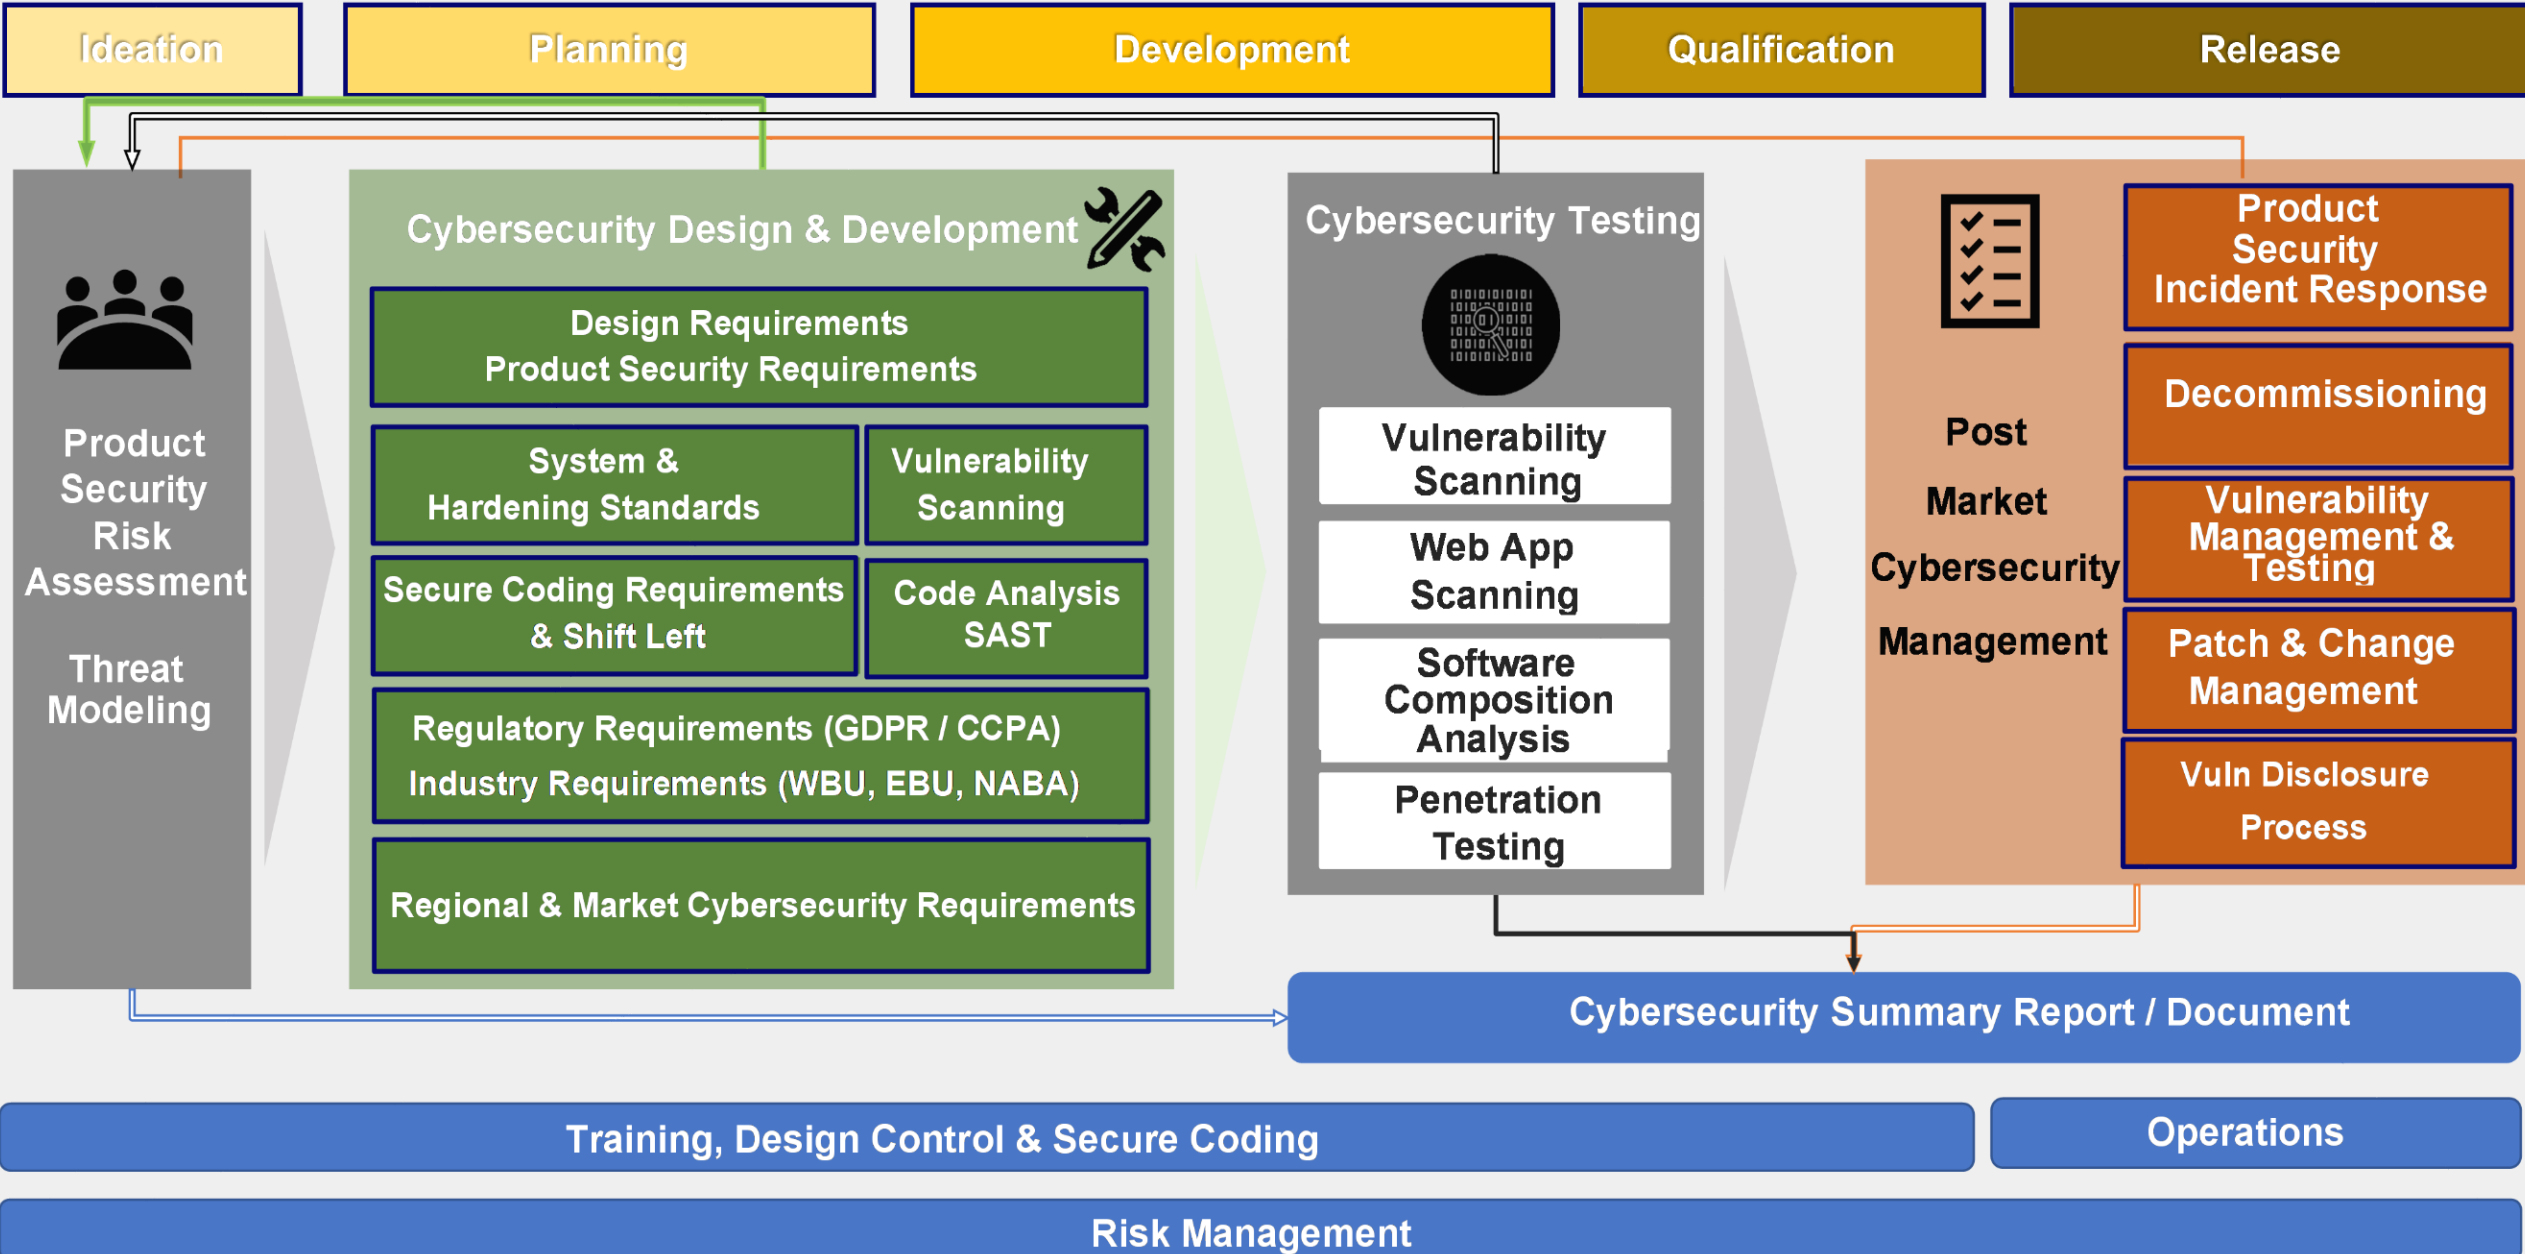 Ideation
Planning
Development
Qualification
Release
Product
Security
Risk
Assessment
Threat
Modeling
Cybersecurity Design & Development
Design Requirements
Product Security Requirements
System &
Hardening Standards
Vulnerability
Scanning
Secure Coding Requirements
& Shift Left
Code Analysis
SAST
Regulatory Requirements (GDPR / CCPA)
Industry Requirements (WBU, EBU, NABA)
Regional & Market Cybersecurity Requirements
Cybersecurity Testing
Vulnerability
Scanning
Web App
Scanning
Software
Composition
Analysis
Penetration
Testing
Post
Market
Cybersecurity
Management
Product
Security
Incident Response
Decommissioning
Vulnerability
Management &
Testing
Patch & Change
Management
Vuln Disclosure
Process
Cybersecurity Summary Report / Document
Training, Design Control & Secure Coding
Operations
Risk Management